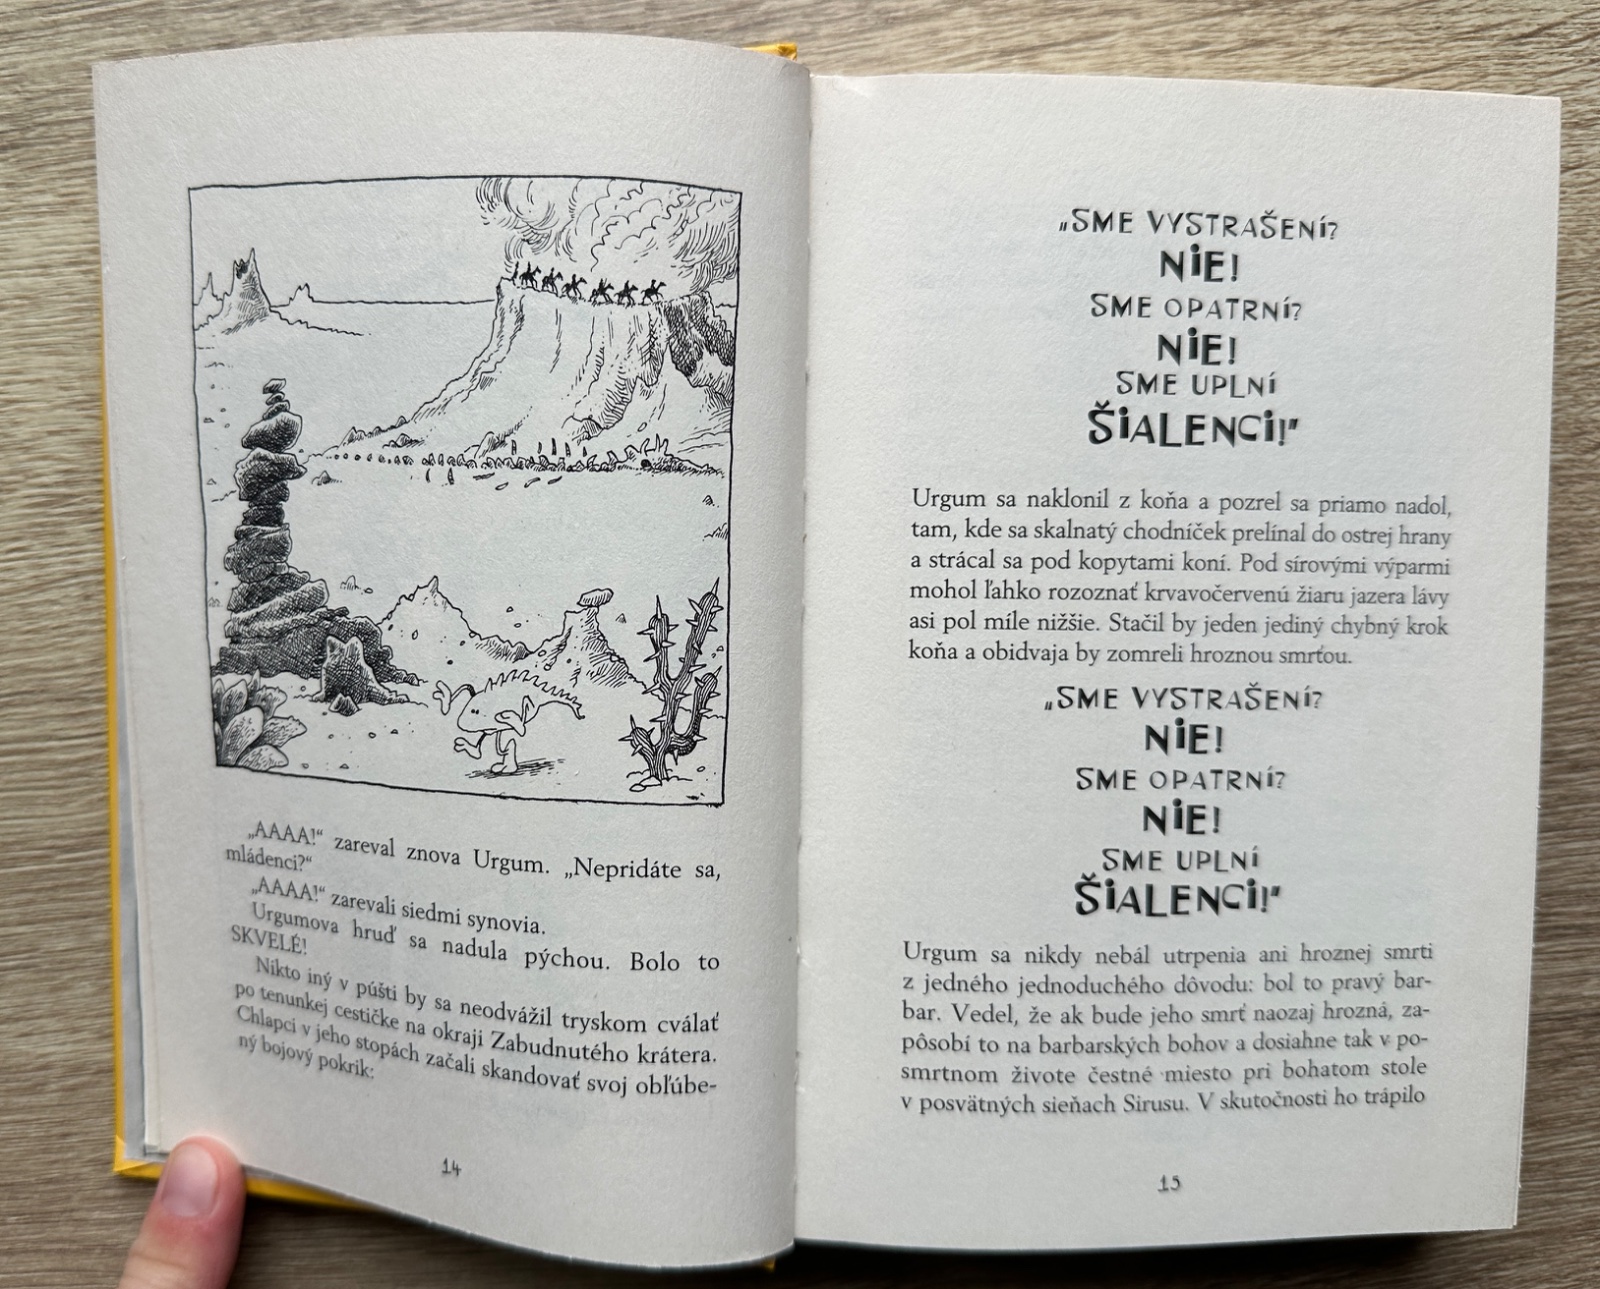 „AAAA!“ zareval znova Urgum. „Nepridáte sa,
mládenci?“
„AAAA!“ zarevali siedmi synovia.
Urgumova hruď sa nadula pýchou. Bolo to
SKVELÉ!
Nikto iný v púšti by sa neodvážil tryskom cválať
po tenunkej cestičke na okraji Zabudnutého krátera.
Chlapci v jeho stopách začali skandovať svoj obľúbe-
ný bojový pokrik:
14
„SME VYSTRAŠENÍ?
NIE!
SME OPATRNÍ?
NIE!
SME UPLNÍ
ŠIALENCI!"
Urgum sa naklonil z koňa a pozrel sa priamo nadol,
tam, kde sa skalnatý chodníček prelínal do ostrej hrany
a strácal sa pod kopytami koní. Pod sírovými výparmi
mohol ľahko rozoznať krvavočervenú žiaru jazera lávy
asi pol míle nižšie. Stačil by jeden jediný chybný krok
koňa a obidvaja by zomreli hroznou smrťou.
„SME VYSTRAŠENÍ?
NIE!
SME OPATRNÍ?
NIE!
SME UPLNÍ
ŠIALENCI!"
Urgum sa nikdy nebál utrpenia ani hroznej smrti
z jedného jednoduchého dôvodu: bol to pravý bar-
bar. Vedel, že ak bude jeho smrť naozaj hrozná, za-
pôsobí to na barbarských bohov a dosiahne tak v po-
smrtnom živote čestné miesto pri bohatom stole
v posvätných sieňach Sirusu. V skutočnosti ho trápilo
15